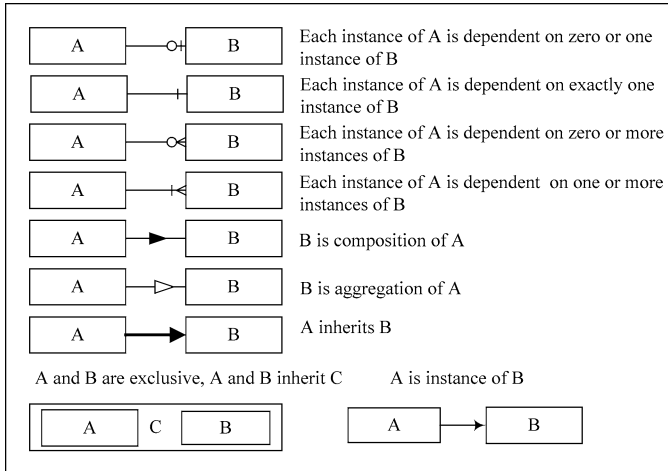 A B Each instance of A is dependent on zero or one
instance of B
A B Each instance of A is dependent on exactly one
instance of B
A B Each instance of A is dependent on zero or more
instances of B
A B Each instance of A is dependent on one or more
instances of B
A B B is composition of A
A B B is aggregation of A
A B A inherits B
A and B are exclusive, A and B inherit C A is instance of B
A C B A B